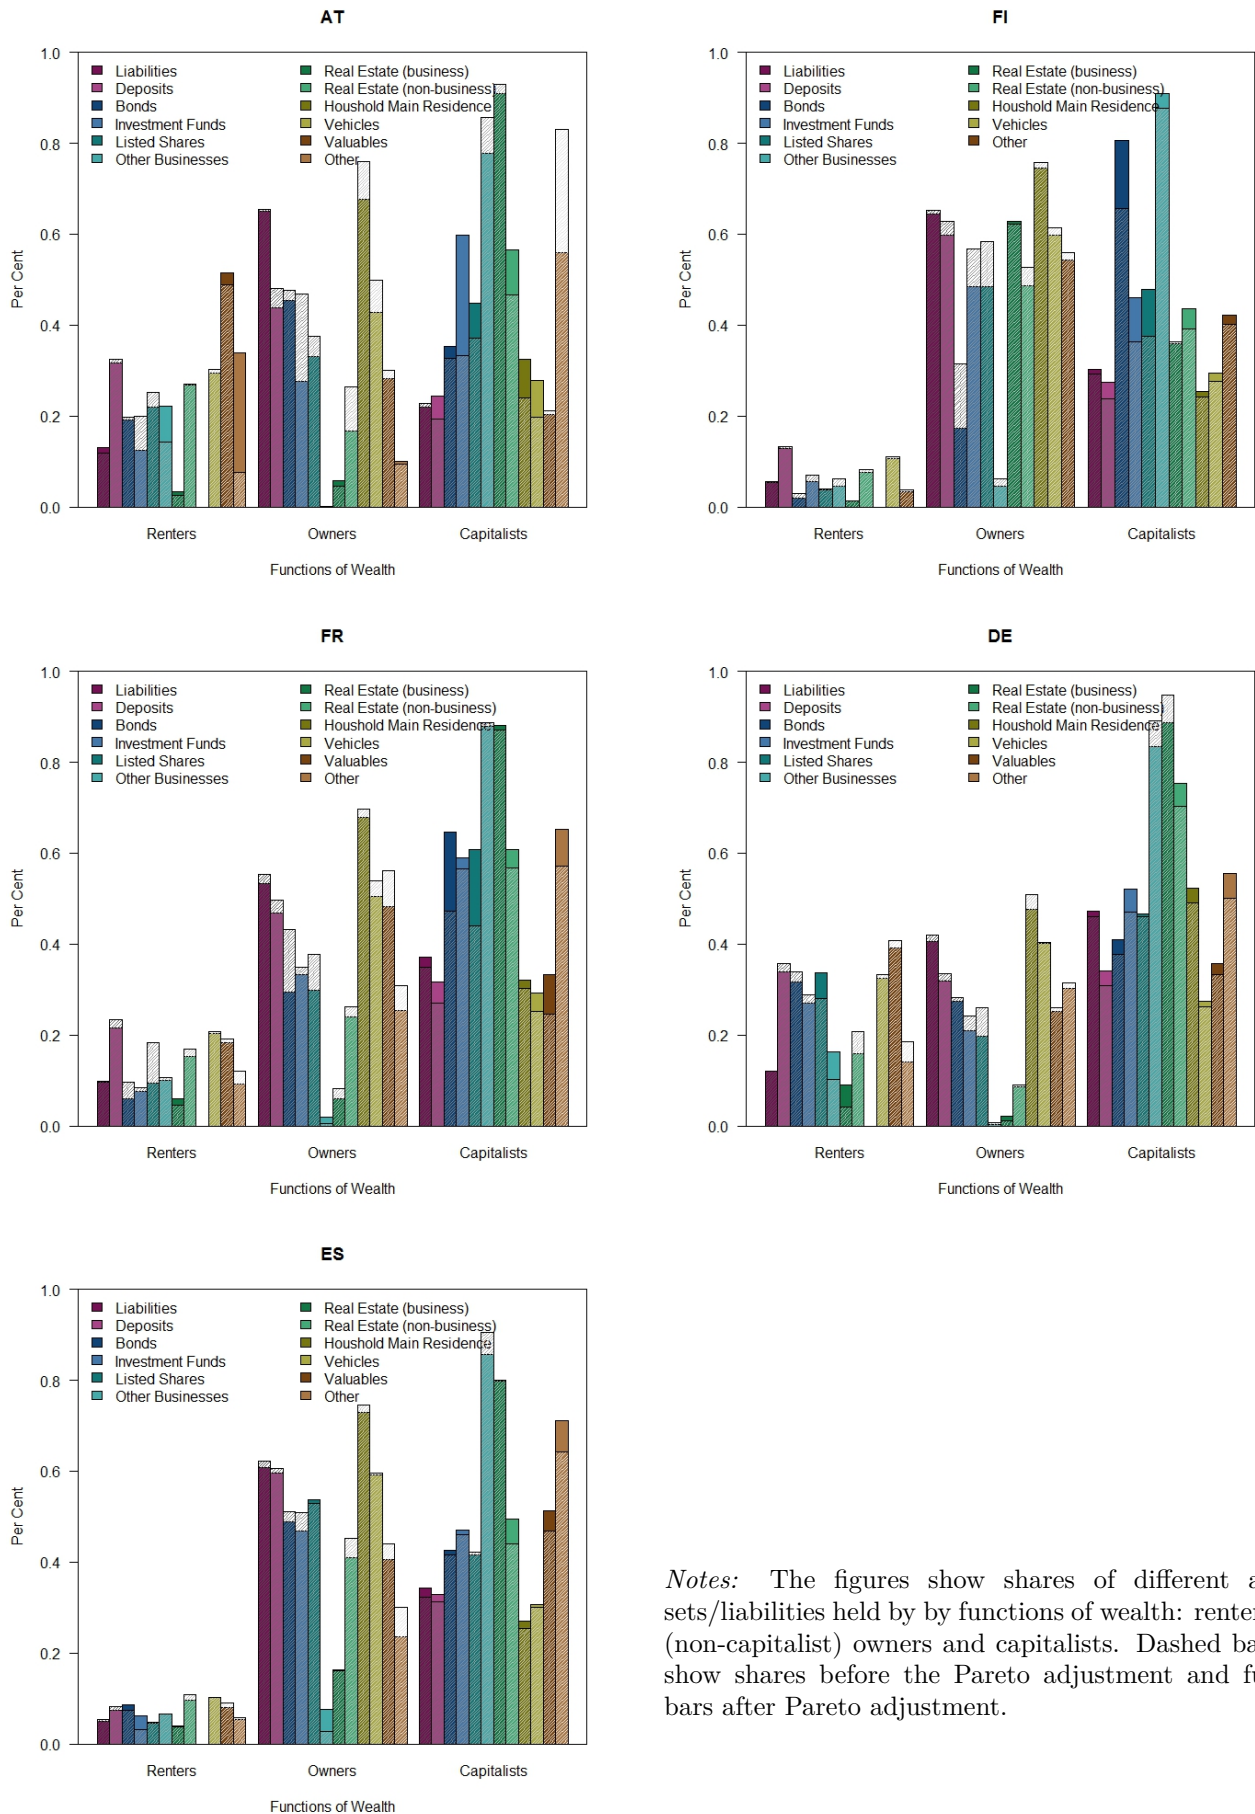 AT
1.0
0.8
0.6
0.4
0.2
0.0
Per Cent
Liabilities
Deposits
Bonds
Investment Funds
Listed Shares
Other Businesses
Real Estate (business)
Real Estate (non-business)
Houshold Main Residence
Vehicles
Valuables
Other
Renters Owners Capitalists
Functions of Wealth
FI
1.0
0.8
0.6
0.4
0.2
0.0
Per Cent
Liabilities
Deposits
Bonds
Investment Funds
Listed Shares
Other Businesses
Real Estate (business)
Real Estate (non-business)
Houshold Main Residence
Vehicles
Other
Renters Owners Capitalists
Functions of Wealth
FR
1.0
0.8
0.6
0.4
0.2
0.0
Per Cent
Liabilities
Deposits
Bonds
Investment Funds
Listed Shares
Other Businesses
Real Estate (business)
Real Estate (non-business)
Houshold Main Residence
Vehicles
Valuables
Other
Renters Owners Capitalists
Functions of Wealth
DE
1.0
0.8
0.6
0.4
0.2
0.0
Per Cent
Liabilities
Deposits
Bonds
Investment Funds
Listed Shares
Other Businesses
Real Estate (business)
Real Estate (non-business)
Houshold Main Residence
Vehicles
Valuables
Other
Renters Owners Capitalists
Functions of Wealth
ES
1.0
0.8
0.6
0.4
0.2
0.0
Per Cent
Liabilities
Deposits
Bonds
Investment Funds
Listed Shares
Other Businesses
Real Estate (business)
Real Estate (non-business)
Houshold Main Residence
Vehicles
Valuables
Other
Renters Owners Capitalists
Functions of Wealth
Notes: The figures show shares of different a
sets/liabilities held by by functions of wealth: renter
(non-capitalist) owners and capitalists. Dashed ba
show shares before the Pareto adjustment and fu
bars after Pareto adjustment.